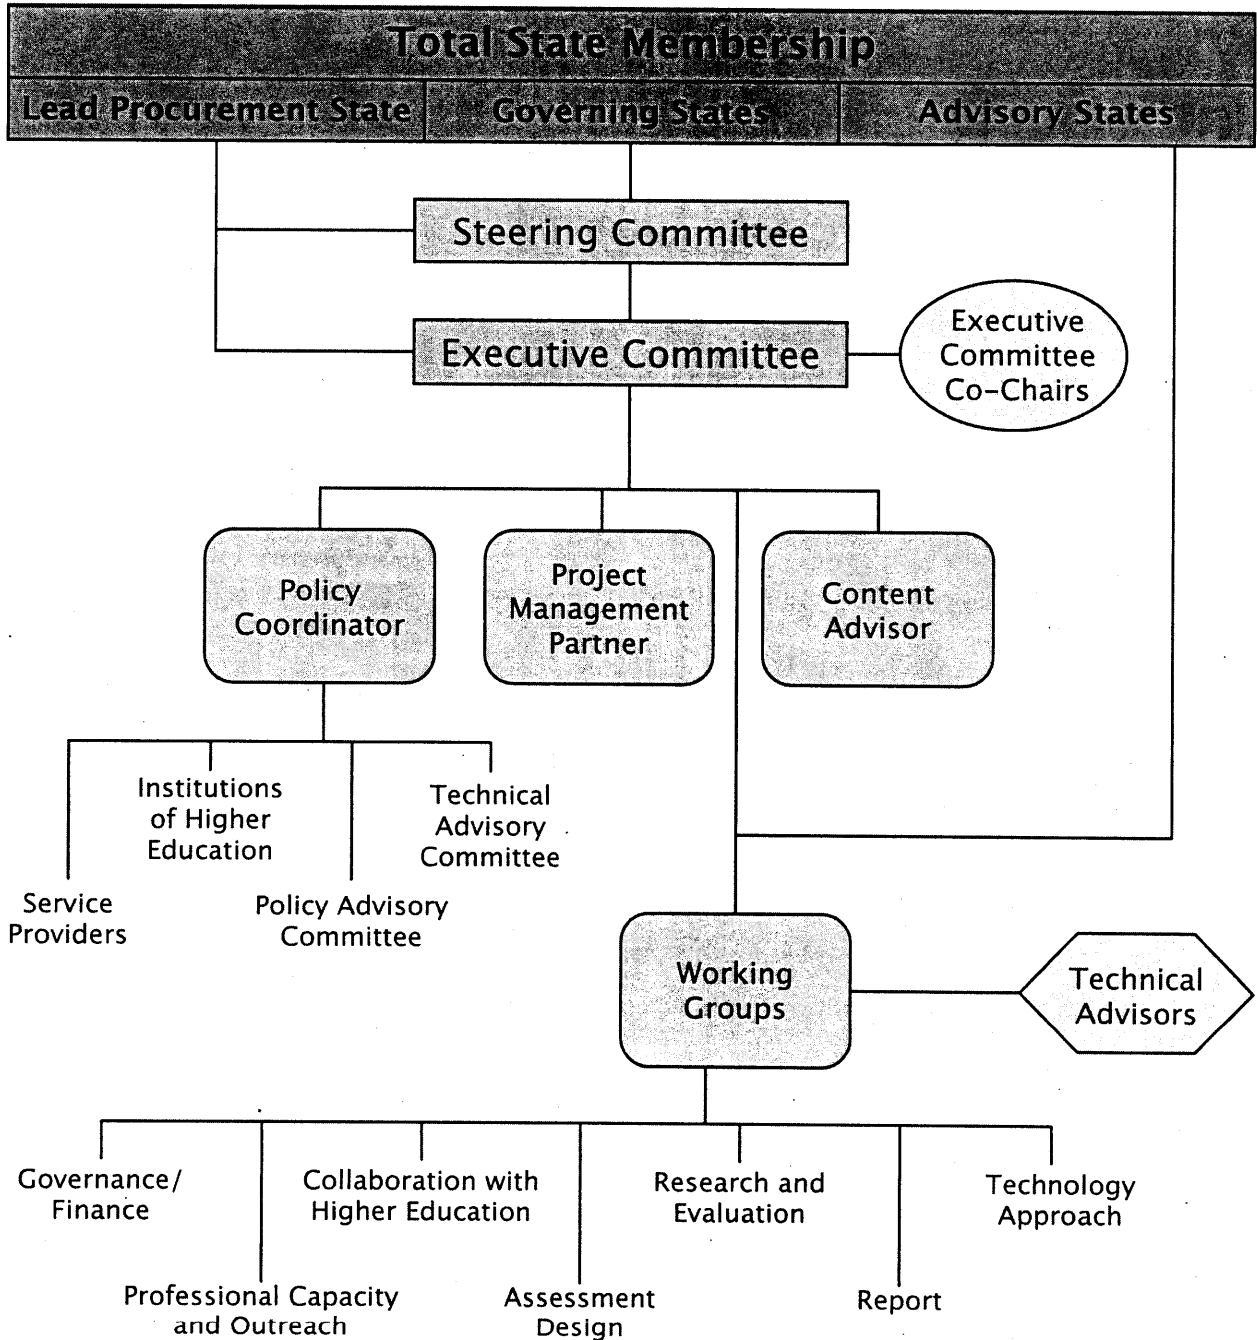 Total State Membership
Lead Procurement State
Governing States
Advisory States
Steering Committee
Executive Committee
Executive
Committee
Co-Chairs
Policy
Coordinator
Project
Management
Partner
Content
Advisor
Institutions
of Higher
Education
Technical
Advisory
Committee
Service
Providers
Policy Advisory
Committee
Working
Groups
Technical
Advisors
Governance/
Finance
Collaboration with
Higher Education
Research and
Evaluation
Technology
Approach
Professional Capacity
and Outreach
Assessment
Design
Report